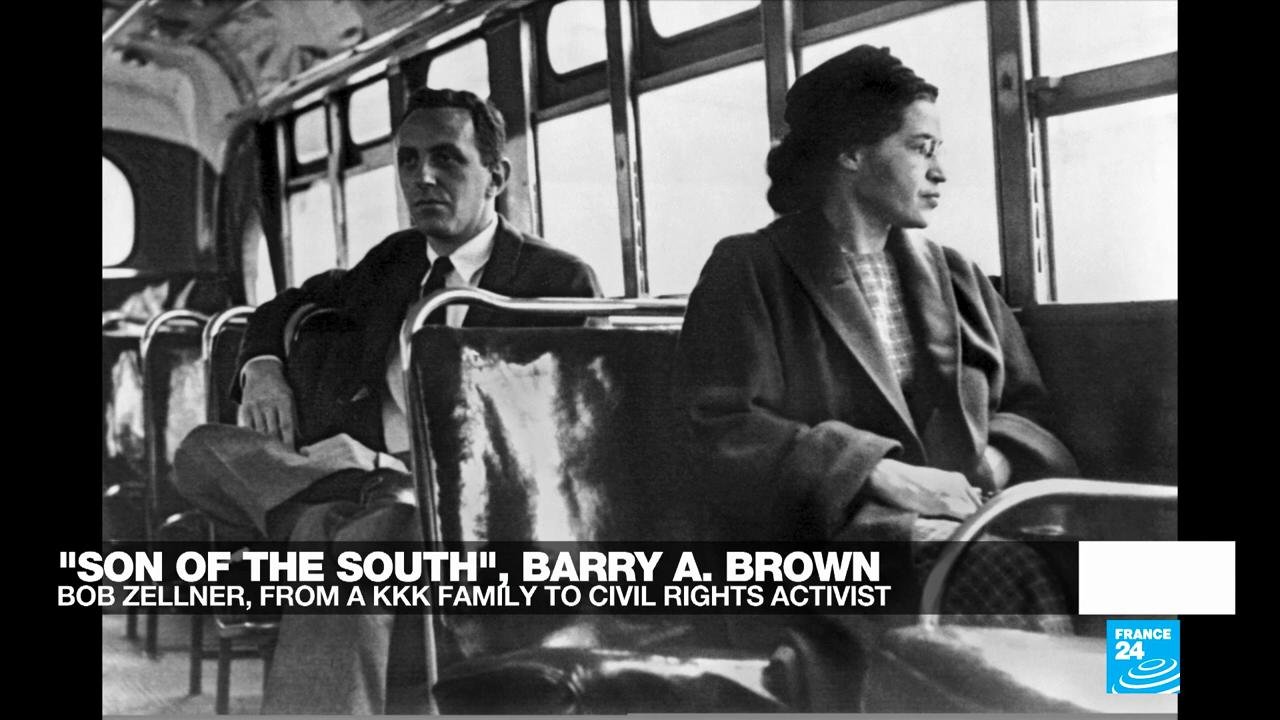 "SON OF THE SOUTH", BARRY A. BROWN
BOB ZELLNER, FROM A KKK FAMILY TO CIVIL RIGHTS ACTIVIST
FRANCE
24